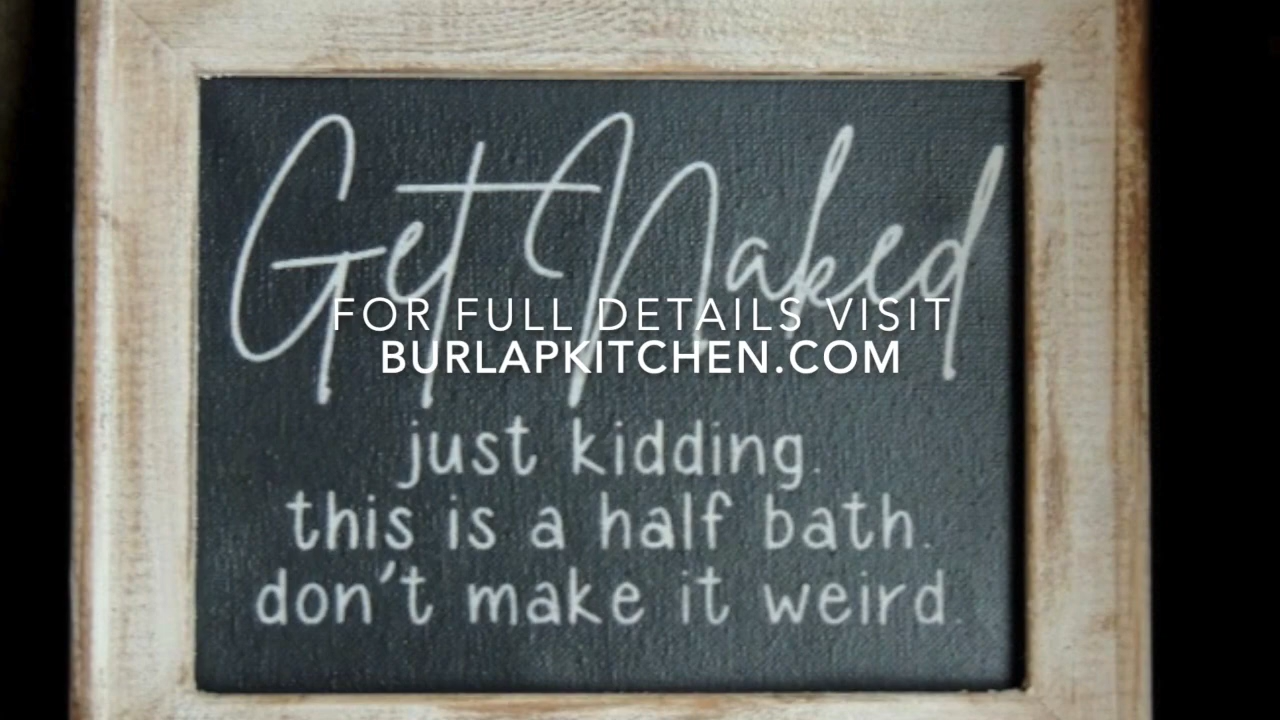 Get Naked
FOR FULL DETAILS VISIT
BURLAPKITCHEN.COM
just kidding.
this is a half bath.
don't make it weird.